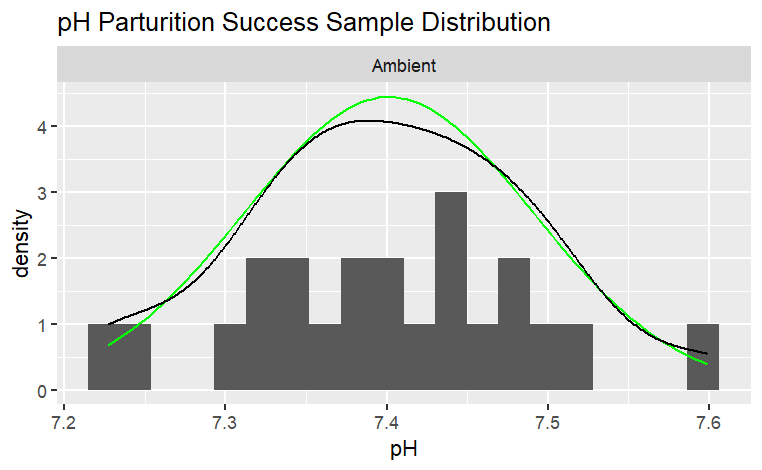 pH Parturition Success Sample Distribution
Ambient
4
3
2
1
0
density
7.2 7.3 7.4 7.5 7.6
pH